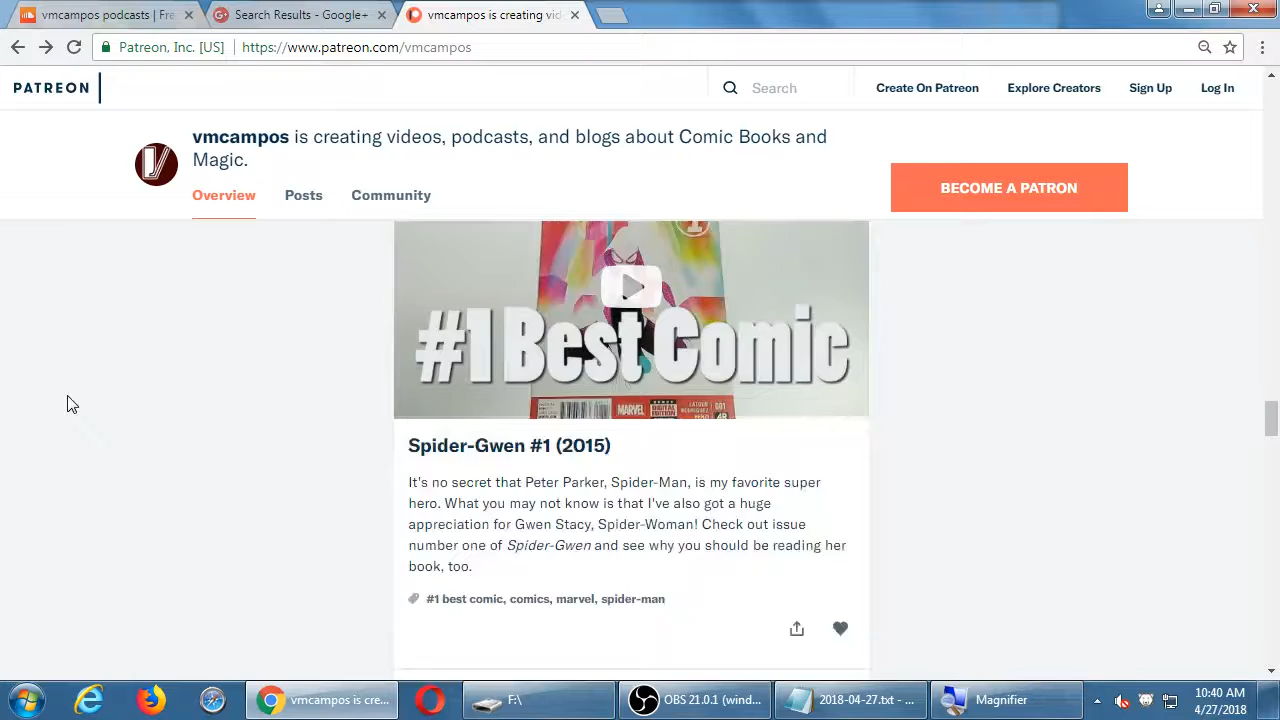 vmcampos podcasts | Fre
Search Results - Google+
vmcampos is creating vid
Patreon, Inc. [US]
https://www.patreon.com/vmcampos
PATREON
Search
Create On Patreon
Explore Creators
Sign Up
Log In
vmcampos is creating videos, podcasts, and blogs about Comic Books and
Magic.
Overview
Posts
Community
BECOME A PATRON
1
#1 Best Comic
MARVEL
DIGITAL
EDITION
001
AR
Spider-Gwen #1 (2015)
It's no secret that Peter Parker, Spider-Man, is my favorite super
hero. What you may not know is that I've also got a huge
appreciation for Gwen Stacy, Spider-Woman! Check out issue
number one of Spider-Gwen and see why you should be reading her
book, too.
#1 best comic, comics, marvel, spider-man
vmcampos is cre...
F:\
OBS 21.0.1 (wind...
2018-04-27.txt - ...
Magnifier
10:40 AM
4/27/2018